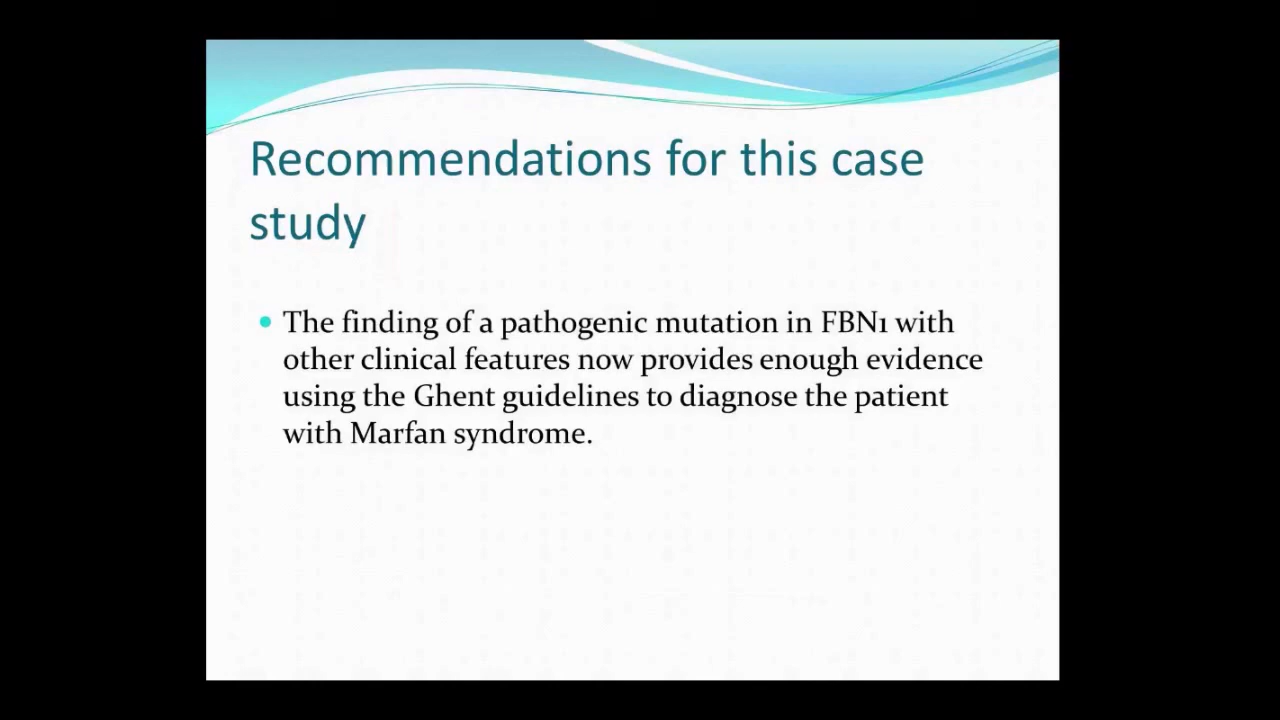 Recommendations for this case
study
• The finding of a pathogenic mutation in FBN1 with
other clinical features now provides enough evidence
using the Ghent guidelines to diagnose the patient
with Marfan syndrome.